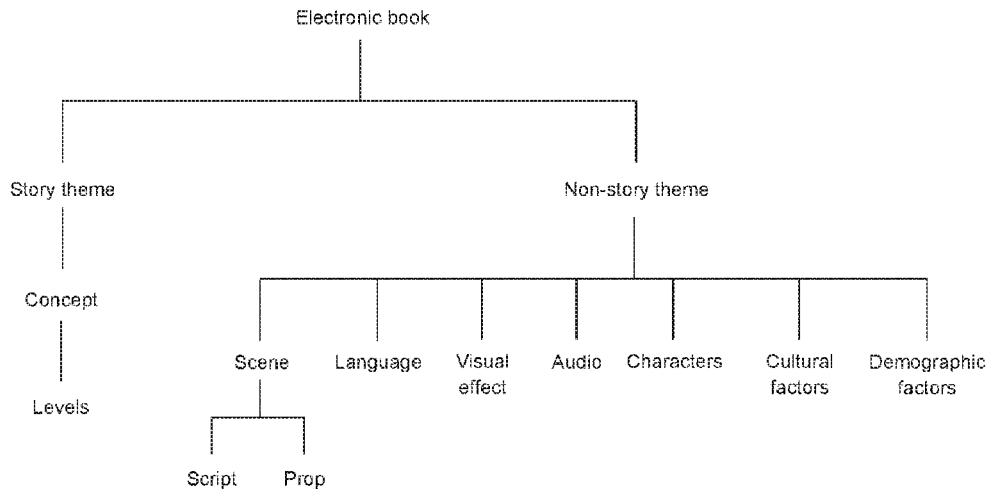 Electronic book
Story theme
Non-story theme
Concept
Levels
Scene
Language
Visual
effect
Audio
Characters
Cultural
factors
Demographic
factors
Script
Prop